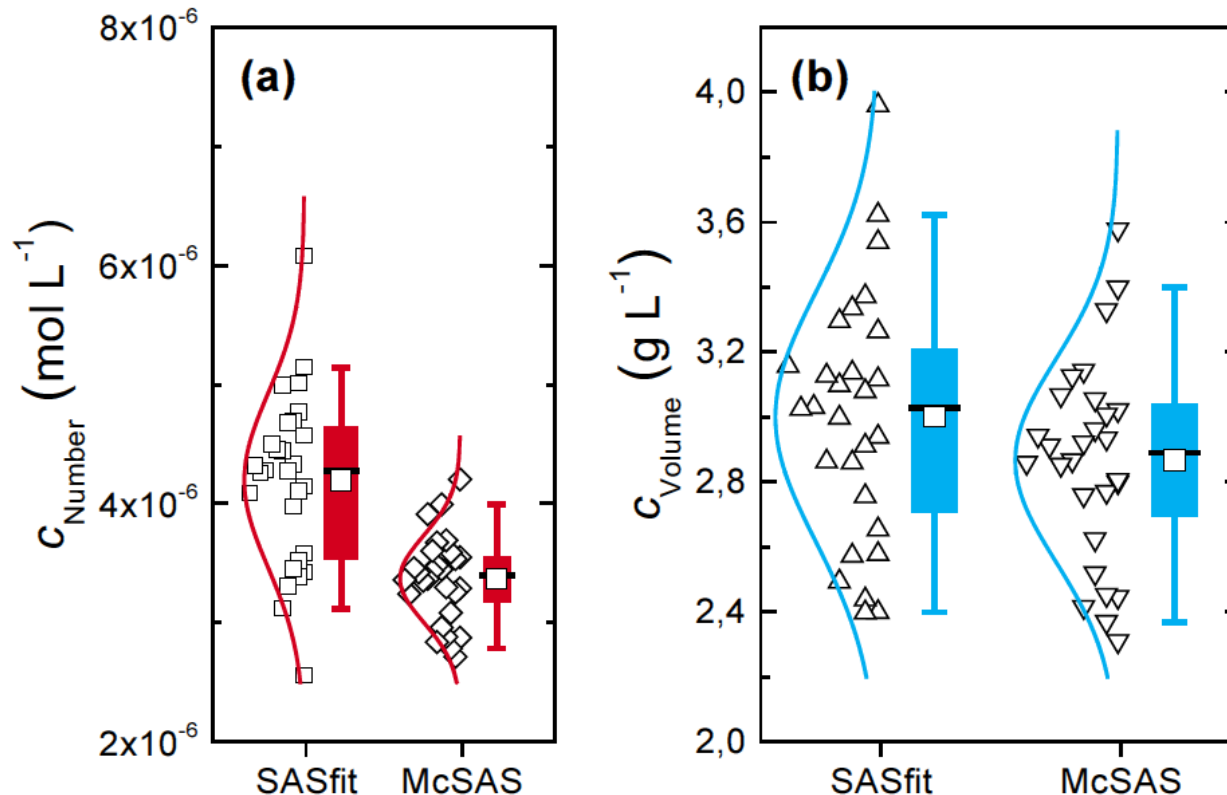 (a)
c_Number (mol L⁻¹)
8x10⁻⁶
6x10⁻⁶
4x10⁻⁶
2x10⁻⁶
SASfit McSAS
(b)
c_Volume (g L⁻¹)
4,0
3,6
3,2
2,8
2,4
2,0
SASfit McSAS